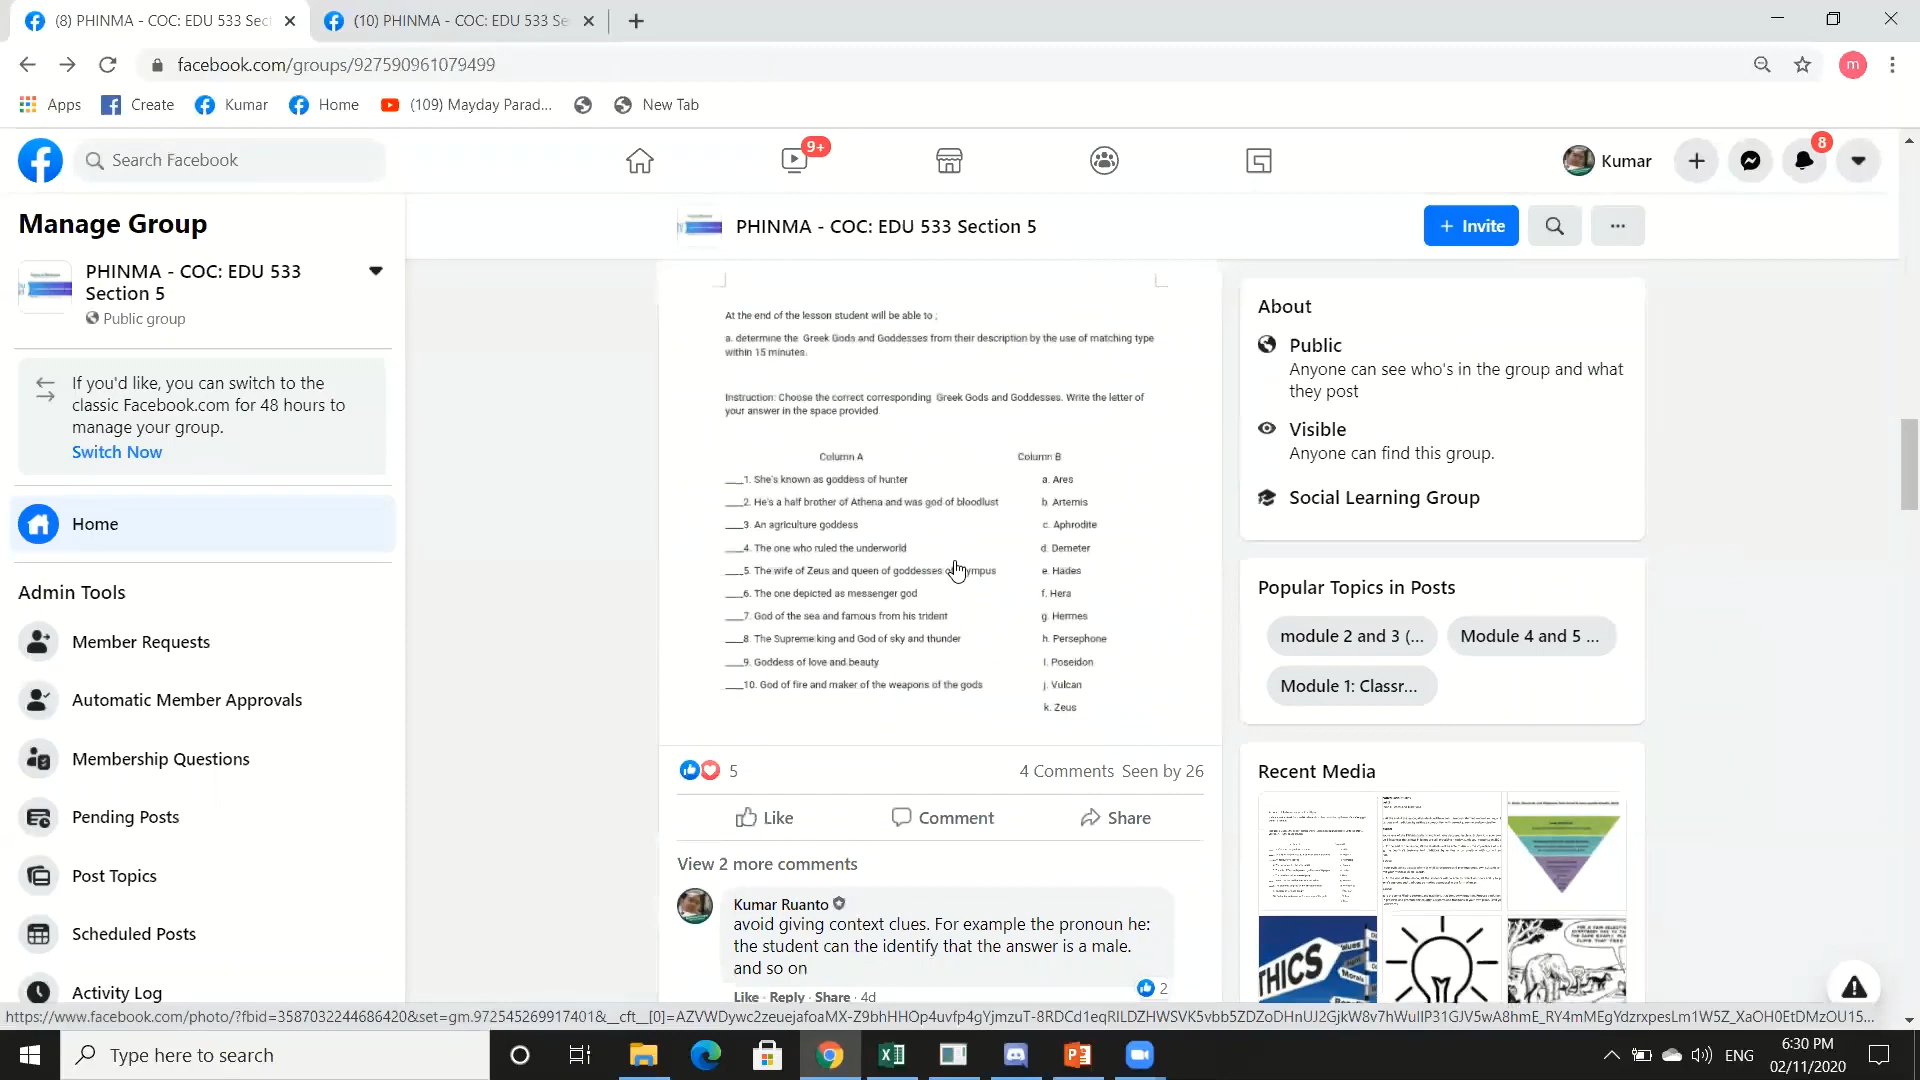 (8) PHINMA - COC: EDU 533 Sect
(10) PHINMA - COC: EDU 533 Se
facebook.com/groups/927590961079499
m
Apps
Create
Kumar
Home
(109) Mayday Parad...
New Tab
Search Facebook
9+
Kumar
8
Manage Group
PHINMA - COC: EDU 533
Section 5
Public group
If you'd like, you can switch to the
classic Facebook.com for 48 hours to
manage your group.
Switch Now
Home
Admin Tools
Member Requests
Automatic Member Approvals
Membership Questions
Pending Posts
Post Topics
Scheduled Posts
Activity Log
PHINMA - COC: EDU 533 Section 5
+ Invite
At the end of the lesson student will be able to ;
a. determine the Greek Gods and Goddesses from their description by the use of matching type
within 15 minutes.
Instruction: Choose the correct corresponding Greek Gods and Goddesses. Write the letter of
your answer in the space provided
Column A Column B
____1. She's known as goddess of hunter a. Ares
____2. He's a half brother of Athena and was god of bloodlust b. Artemis
____3. An agriculture goddess c. Aphrodite
____4. The one who ruled the underworld d. Demeter
____5. The wife of Zeus and queen of goddesses ympus e. Hades
____6. The one depicted as messenger god f. Hera
____7. God of the sea and famous from his trident g. Hermes
____8. The Supreme king and God of sky and thunder h. Persephone
____9. Goddess of love and beauty I. Poseidon
____10. God of fire and maker of the weapons of the gods j. Vulcan
k. Zeus
5
4 Comments Seen by 26
Like Comment Share
View 2 more comments
Kumar Ruanto
avoid giving context clues. For example the pronoun he:
the student can the identify that the answer is a male.
and so on
2
Like · Reply · Share · 4d
About
Public
Anyone can see who's in the group and what
they post
Visible
Anyone can find this group.
Social Learning Group
Popular Topics in Posts
module 2 and 3 (...
Module 4 and 5 ...
Module 1: Classr...
Recent Media
THICS
Values
Morals
Type here to search
ENG
6:30 PM
02/11/2020